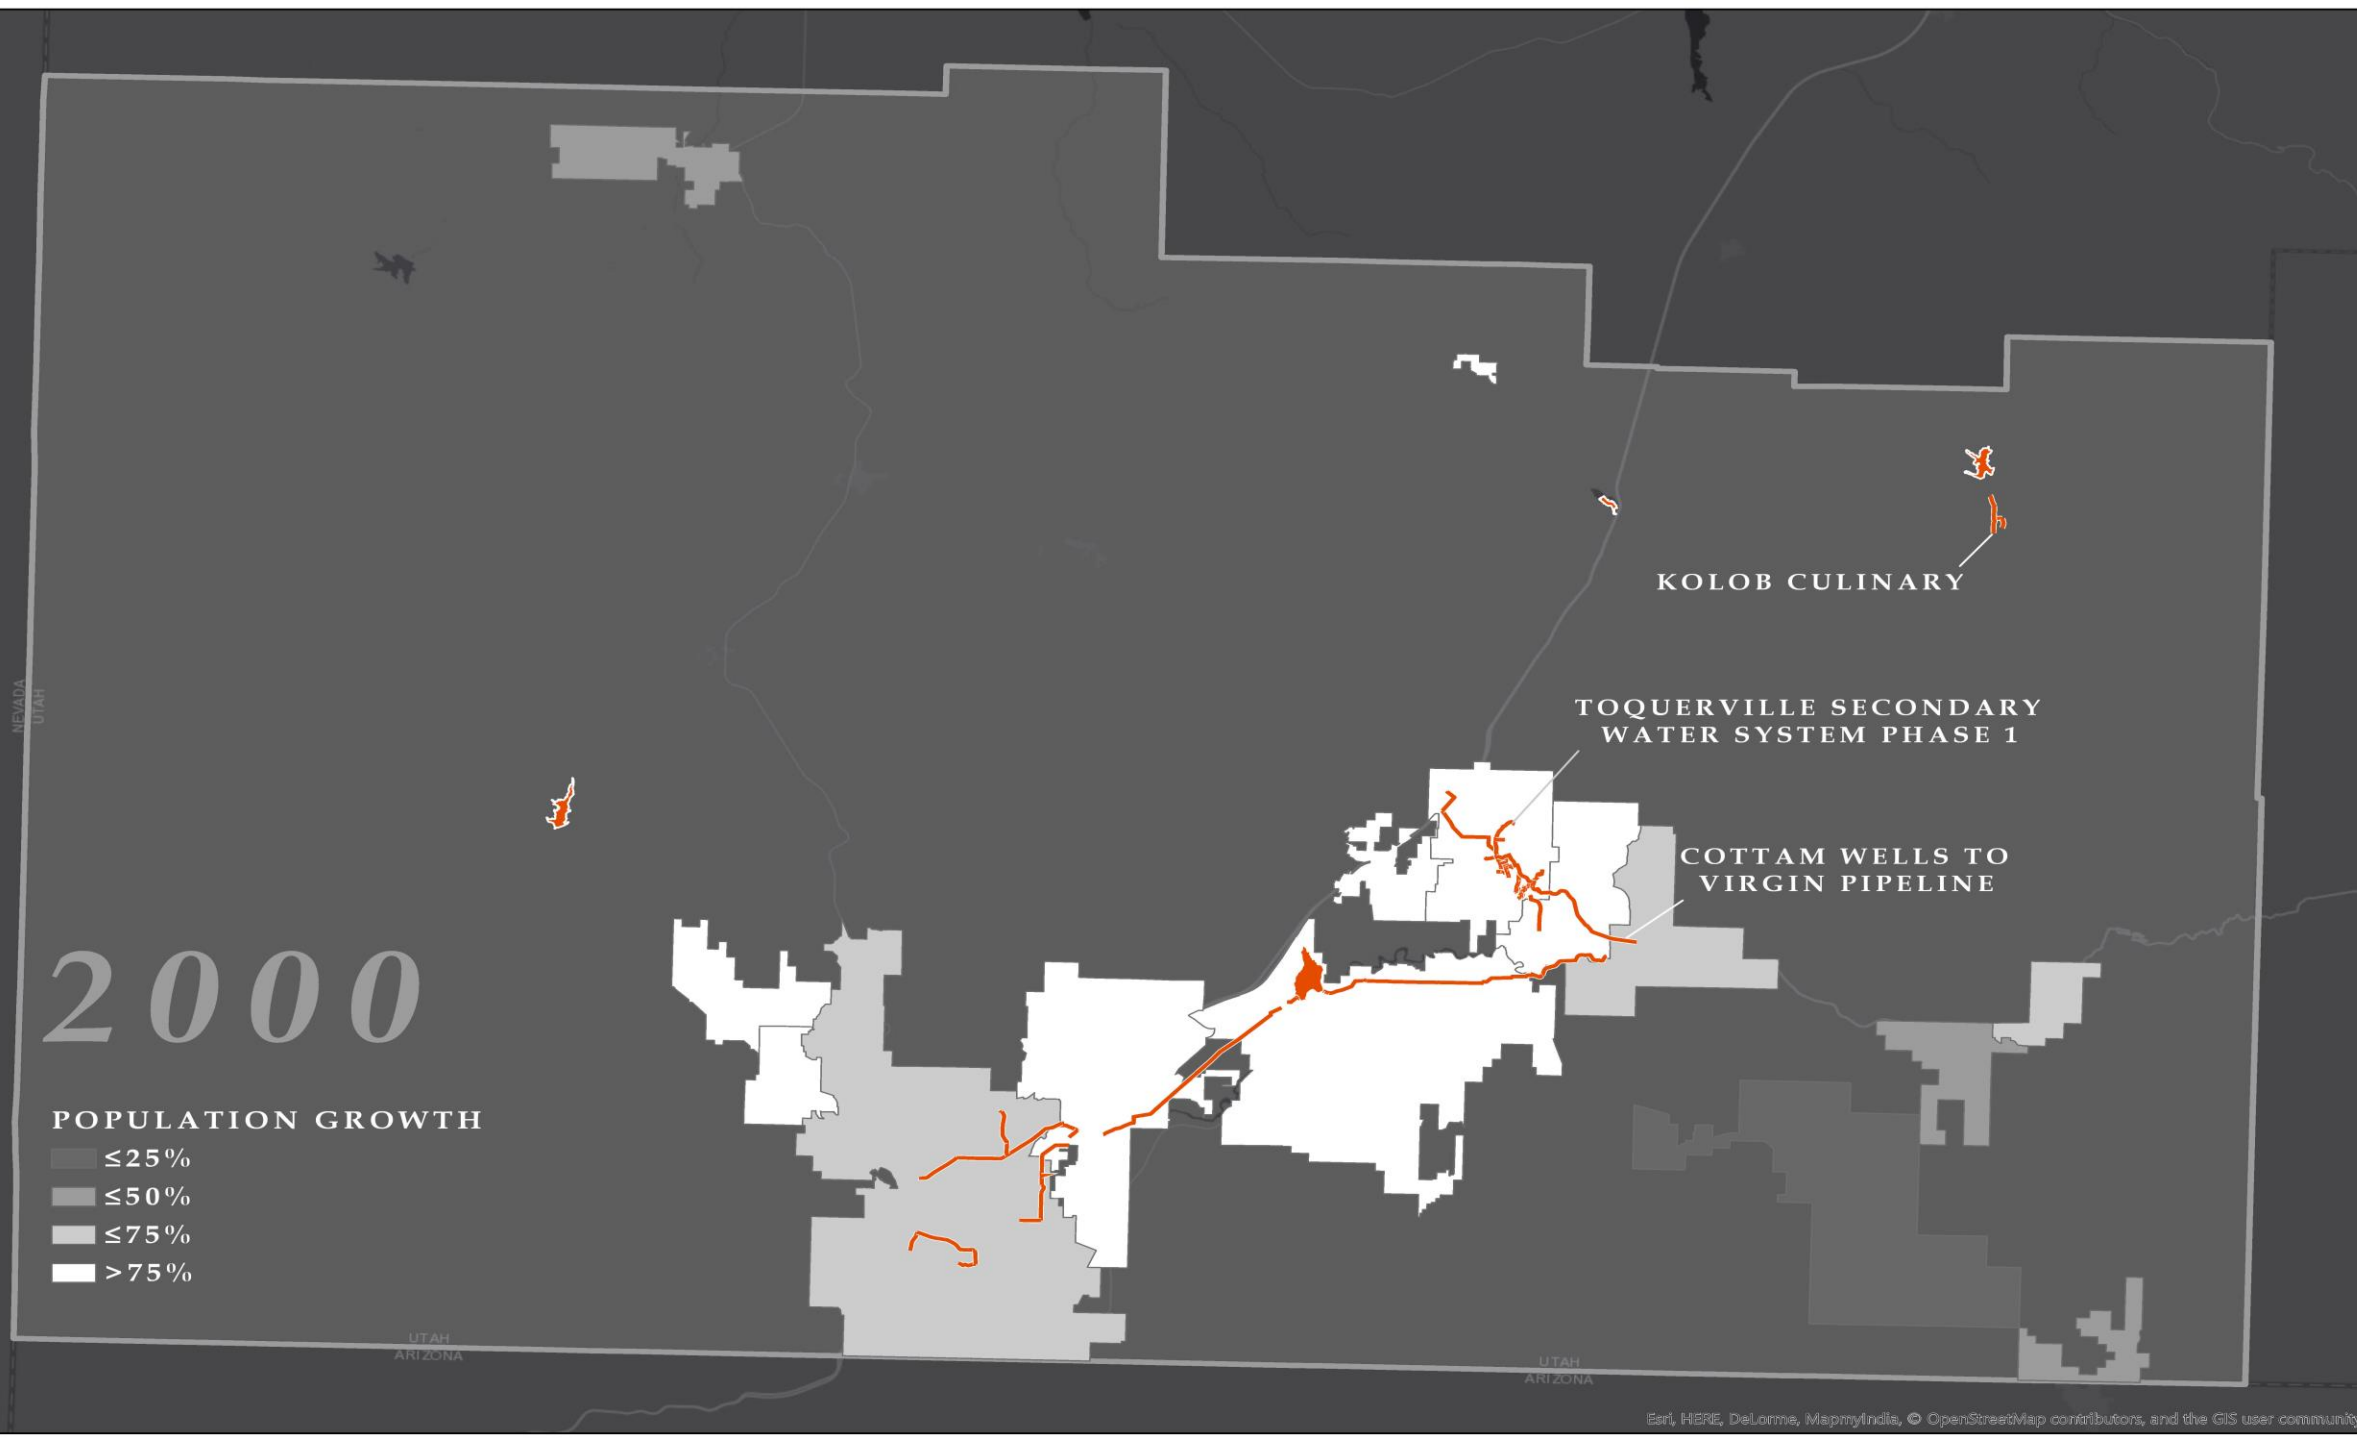 KOLOB CULINARY
NEVADA
UTAH
TOQUERVILLE SECONDARY
WATER SYSTEM PHASE 1
COTTAM WELLS TO
VIRGIN PIPELINE
2000
POPULATION GROWTH
≤25%
≤50%
≤75%
>75%
UTAH
ARIZONA
UTAH
ARIZONA
Esri, HERE, DeLorme, MapmyIndia, © OpenStreetMap contributors, and the GIS user community